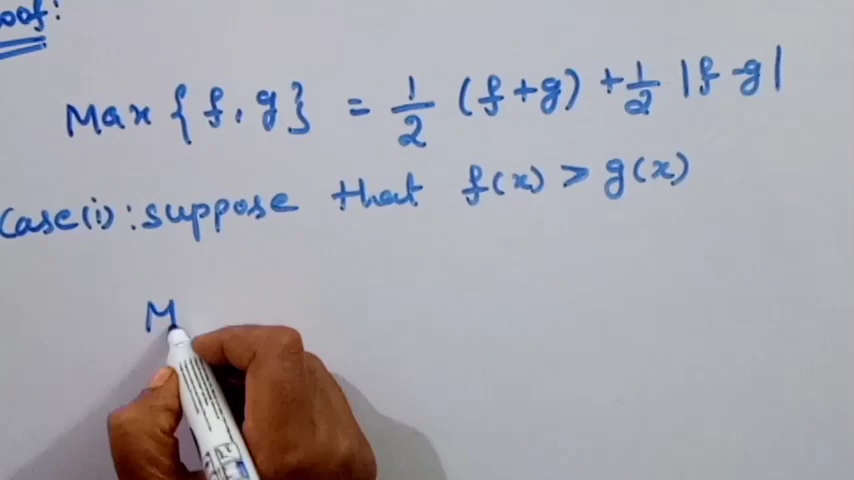 oof:
Max {f, g} = 1/2 (f+g) + 1/2 |f-g|
Case(i): suppose that f(x) > g(x)
M